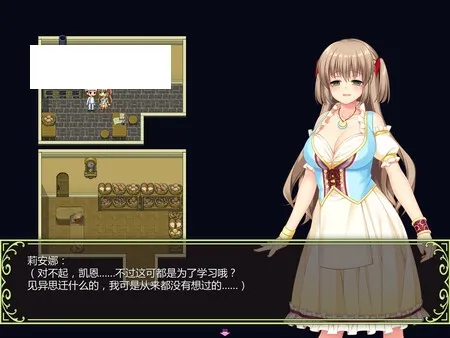 莉安娜：
（对不起，凯恩……不过这可都是为了学习哦？
见异思迁什么的，我可是从来都没有想过的……）